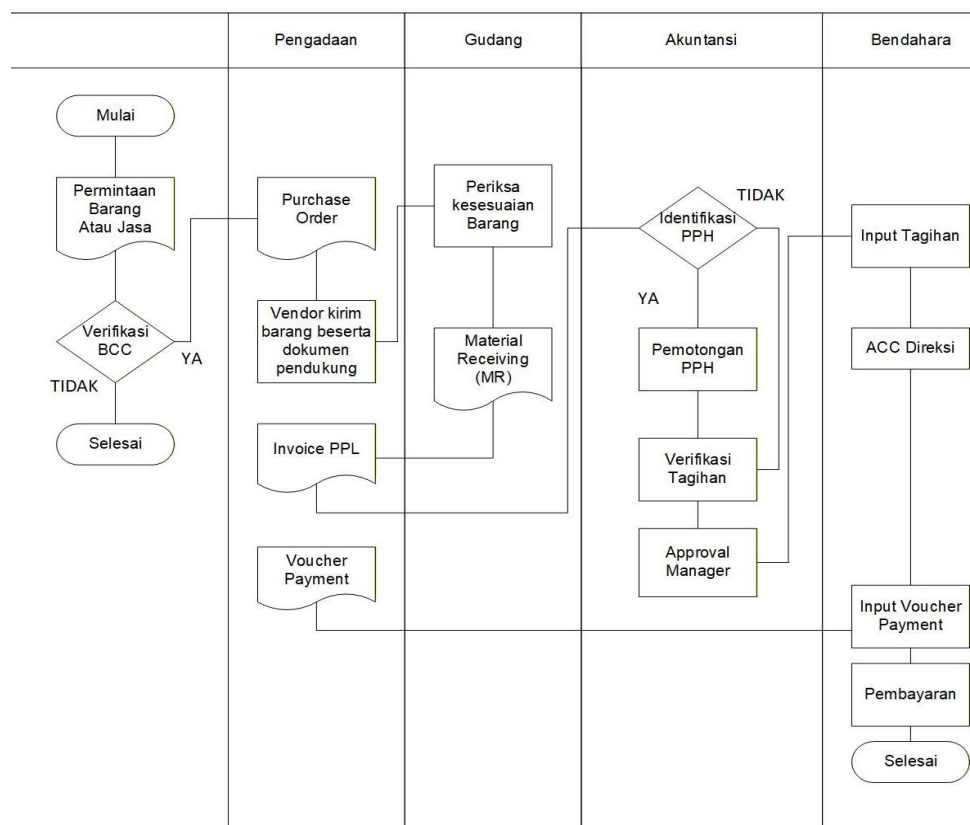 Pengadaan
Gudang
Akuntansi
Bendahara
Mulai
Permintaan
Barang
Atau Jasa
Verifikasi
BCC
YA
TIDAK
Selesai
Purchase
Order
Vendor kirim
barang beserta
dokumen
pendukung
Invoice PPL
Voucher
Payment
Periksa
kesesuaian
Barang
Material
Receiving
(MR)
TIDAK
Identifikasi
PPH
YA
Pemotongan
PPH
Verifikasi
Tagihan
Approval
Manager
Input Tagihan
ACC Direksi
Input Voucher
Payment
Pembayaran
Selesai